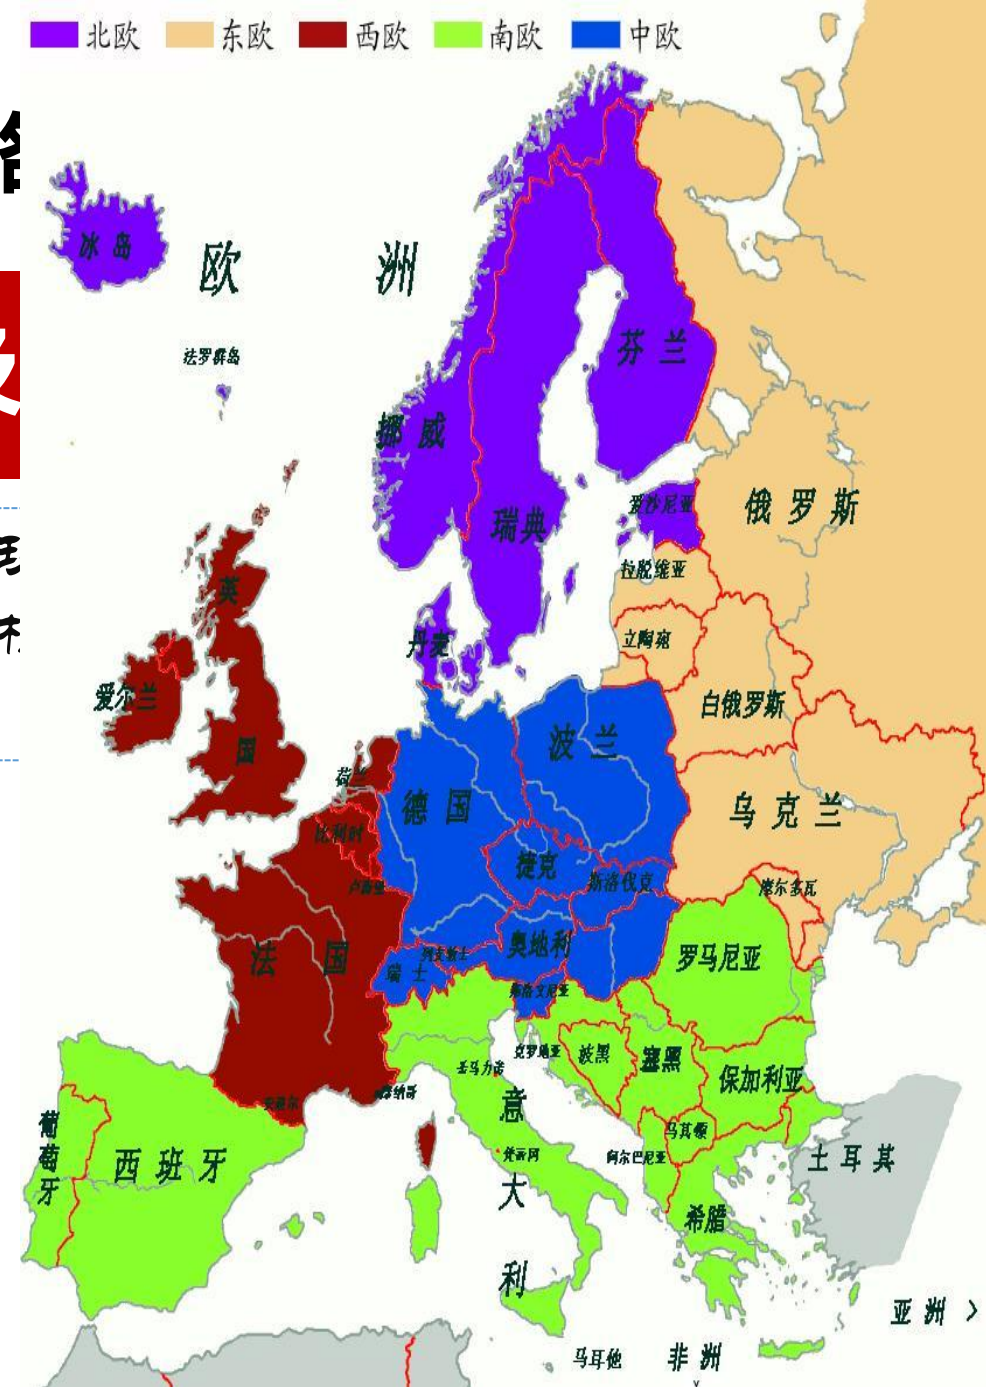 北欧 东欧 西欧 南欧 中欧
冰岛
欧洲
法罗群岛
芬兰
挪威
瑞典
爱沙尼亚
俄罗斯
拉脱维亚
英国
丹麦
立陶宛
爱尔兰
白俄罗斯
波兰
荷兰
德国
乌克兰
比利时
捷克
斯洛伐克
摩尔多瓦
卢森堡
法国
奥地利
罗马尼亚
列支敦士
瑞士
斯洛文尼亚
克罗地亚
波黑
塞黑
圣马力诺
保加利亚
摩纳哥
安道尔
意大利
葡萄牙
马其顿
西班牙
梵蒂冈
阿尔巴尼亚
土耳其
希腊
亚洲 >
马耳他
非洲